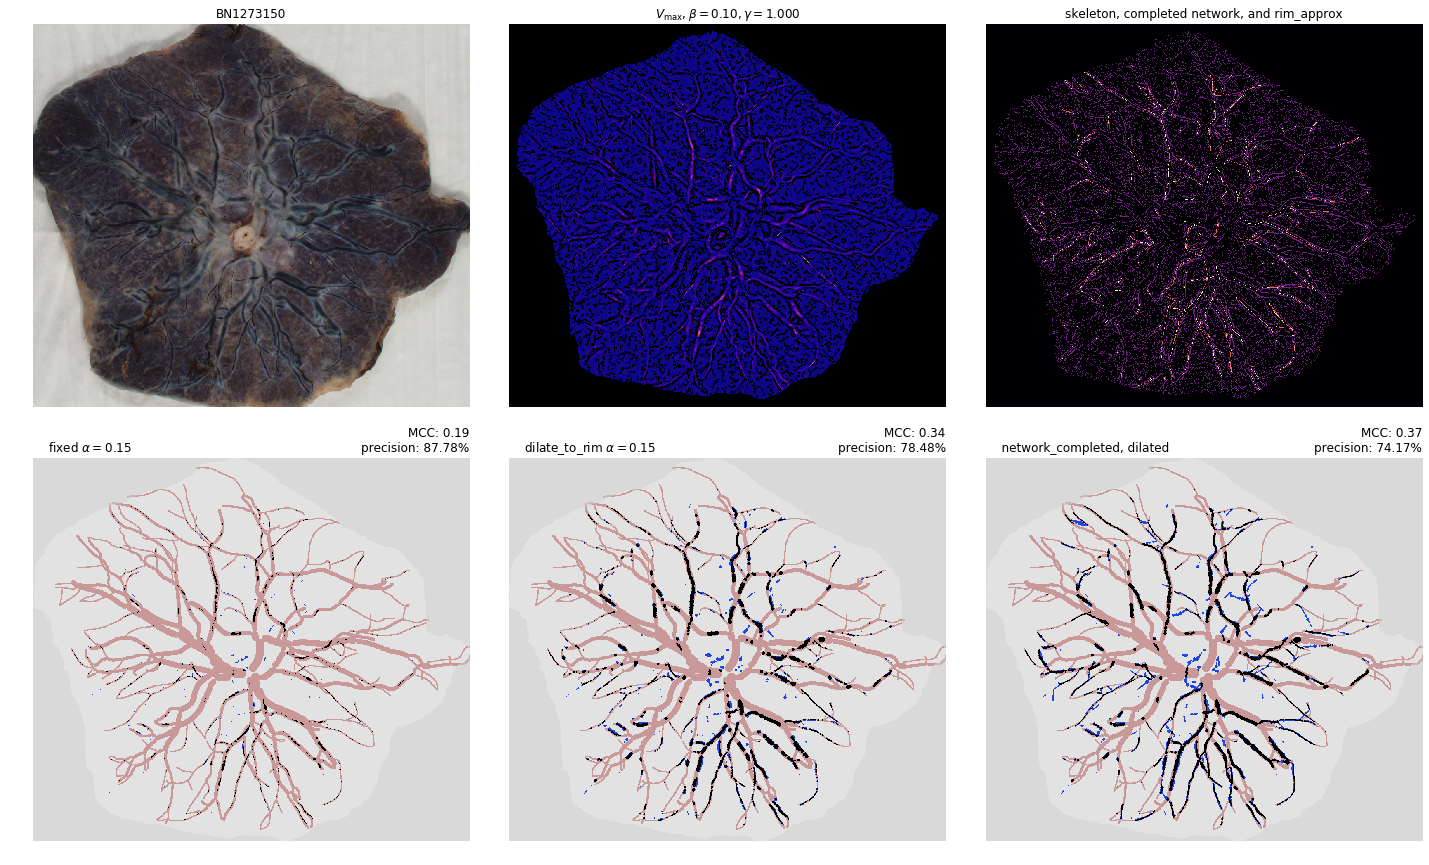 BN1273150
V_max, β = 0.10, γ = 1.000
skeleton, completed network, and rim_approx
MCC: 0.19
fixed α = 0.15 precision: 87.78%
MCC: 0.34
dilate_to_rim α = 0.15 precision: 78.48%
MCC: 0.37
network_completed, dilated precision: 74.17%